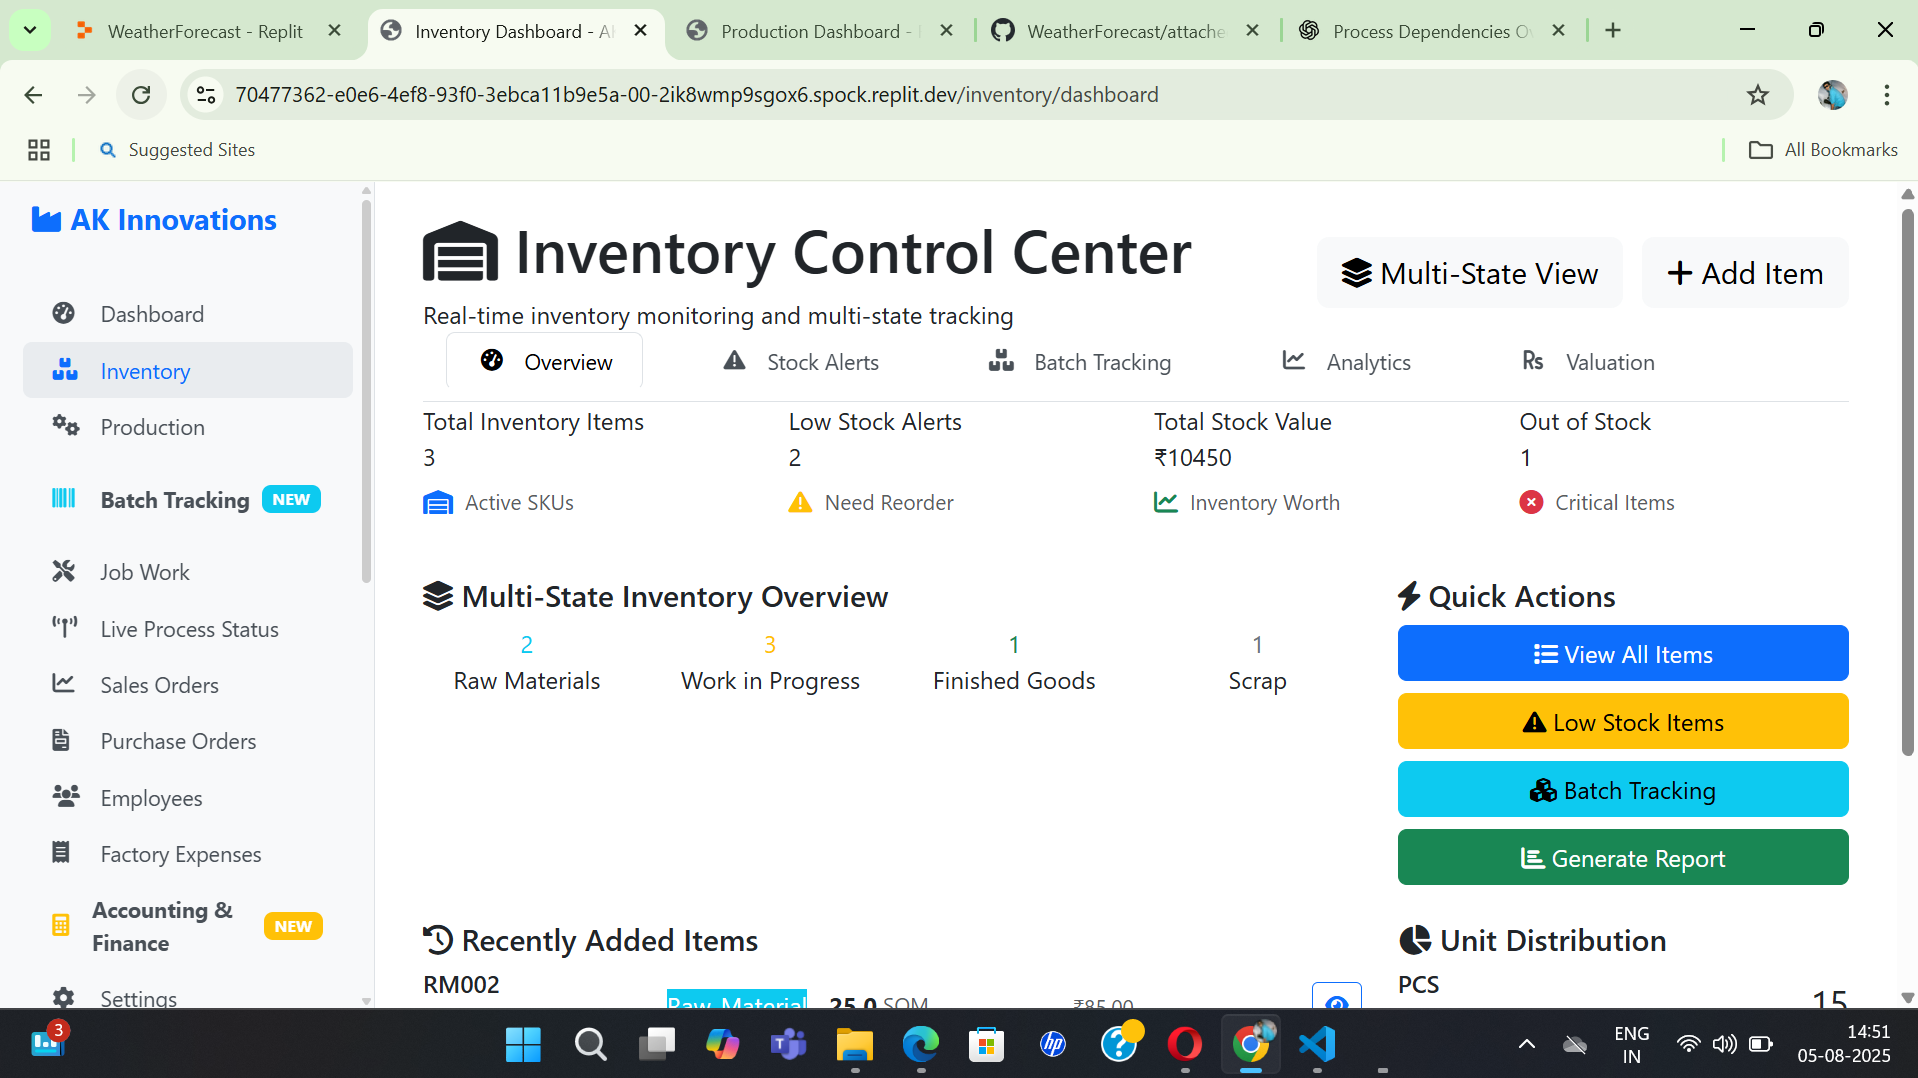 WeatherForecast - Replit
Inventory Dashboard - A
Production Dashboard -
WeatherForecast/attache
Process Dependencies Ov
70477362-e0e6-4ef8-93f0-3ebca11b9e5a-00-2ik8wmp9sgox6.spock.replit.dev/inventory/dashboard
Suggested Sites
All Bookmarks
AK Innovations
Dashboard
Inventory
Production
Batch Tracking NEW
Job Work
Live Process Status
Sales Orders
Purchase Orders
Employees
Factory Expenses
Accounting &
Finance
NEW
Settings
Inventory Control Center
Real-time inventory monitoring and multi-state tracking
Multi-State View
Add Item
Overview
Stock Alerts
Batch Tracking
Analytics
₨ Valuation
Total Inventory Items
3
Active SKUs
Low Stock Alerts
2
Need Reorder
Total Stock Value
₹10450
Inventory Worth
Out of Stock
1
Critical Items
Multi-State Inventory Overview
2
Raw Materials
3
Work in Progress
1
Finished Goods
1
Scrap
Quick Actions
View All Items
Low Stock Items
Batch Tracking
Generate Report
Recently Added Items
RM002
Raw Material
25.0 SQM
₹85.00
Unit Distribution
PCS
15
3
hp
ENG
IN
14:51
05-08-2025